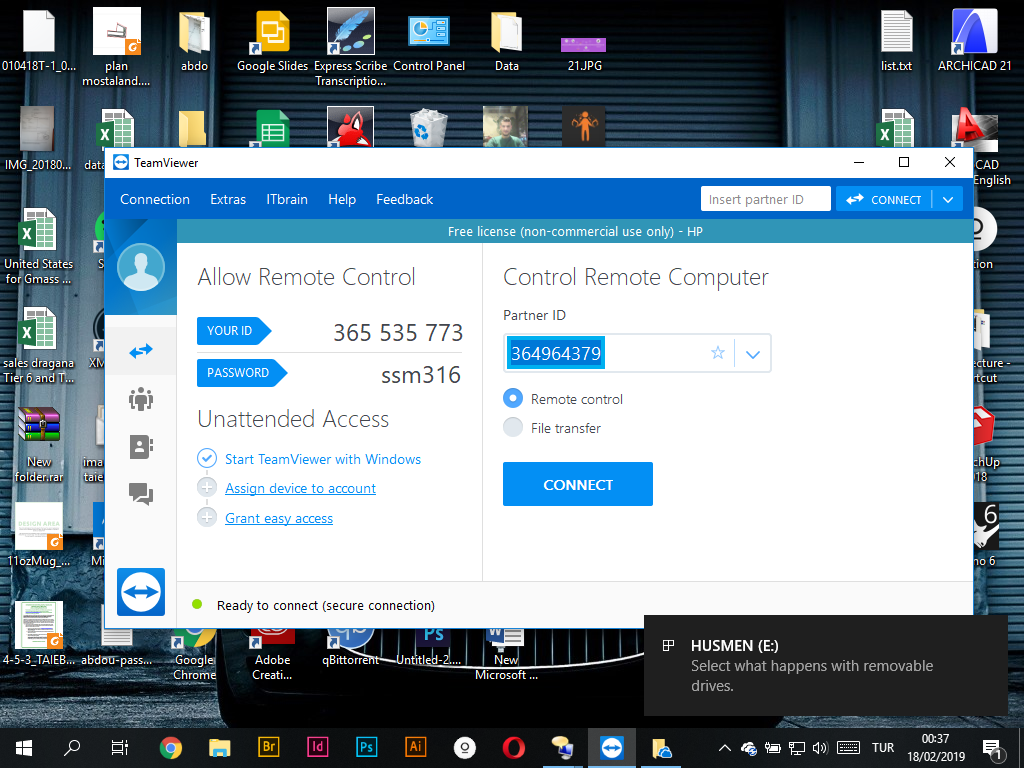 010418T-1_0...
plan
mostaland....
abdo
Google Slides
Express Scribe
Transcriptio...
Control Panel
Data
21.JPG
list.txt
ARCHICAD 21
IMG_20180...
CAD
English
TeamViewer
Connection
Extras
ITbrain
Help
Feedback
Insert partner ID
CONNECT
Free license (non-commercial use only) - HP
Allow Remote Control
YOUR ID
365 535 773
PASSWORD
ssm316
Unattended Access
Start TeamViewer with Windows
Assign device to account
Grant easy access
Control Remote Computer
Partner ID
364964379
Remote control
File transfer
CONNECT
Ready to connect (secure connection)
United States
for Gmass ...
sales dragana
Tier 6 and T...
New
folder.rar
DESIGN AREA
11ozMug_...
4-5-3_TAIEB...
abdou-pass...
Google
Chrome
Adobe
Creati...
qBittorrent
Untitled-2....
New
Microsoft ...
HUSMEN (E:)
Select what happens with removable
drives.
Br
Id
Ps
Ai
TUR
00:37
18/02/2019
1